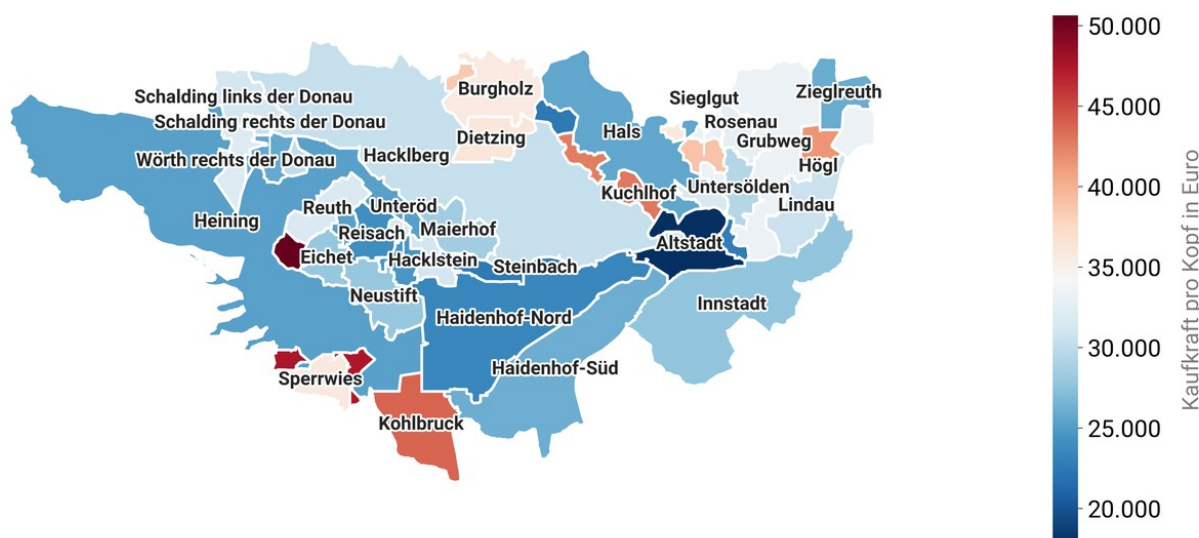 Burgholz
Schalding links der Donau
Zieglreuth
Sieglgut
Schalding rechts der Donau
Rosenau
Dietzing
Hals
Grubweg
Wörth rechts der Donau
Hacklberg
Högl
Kuchlhof
Untersölden
Lindau
Reuth
Unteröd
Heining
Reisach
Maierhof
Altstadt
Eichet
Hacklstein
Steinbach
Neustift
Innstadt
Haidenhof-Nord
Haidenhof-Süd
Sperrwies
Kohlbruck
50.000
45.000
40.000
35.000
30.000
25.000
20.000
Kaufkraft pro Kopf in Euro